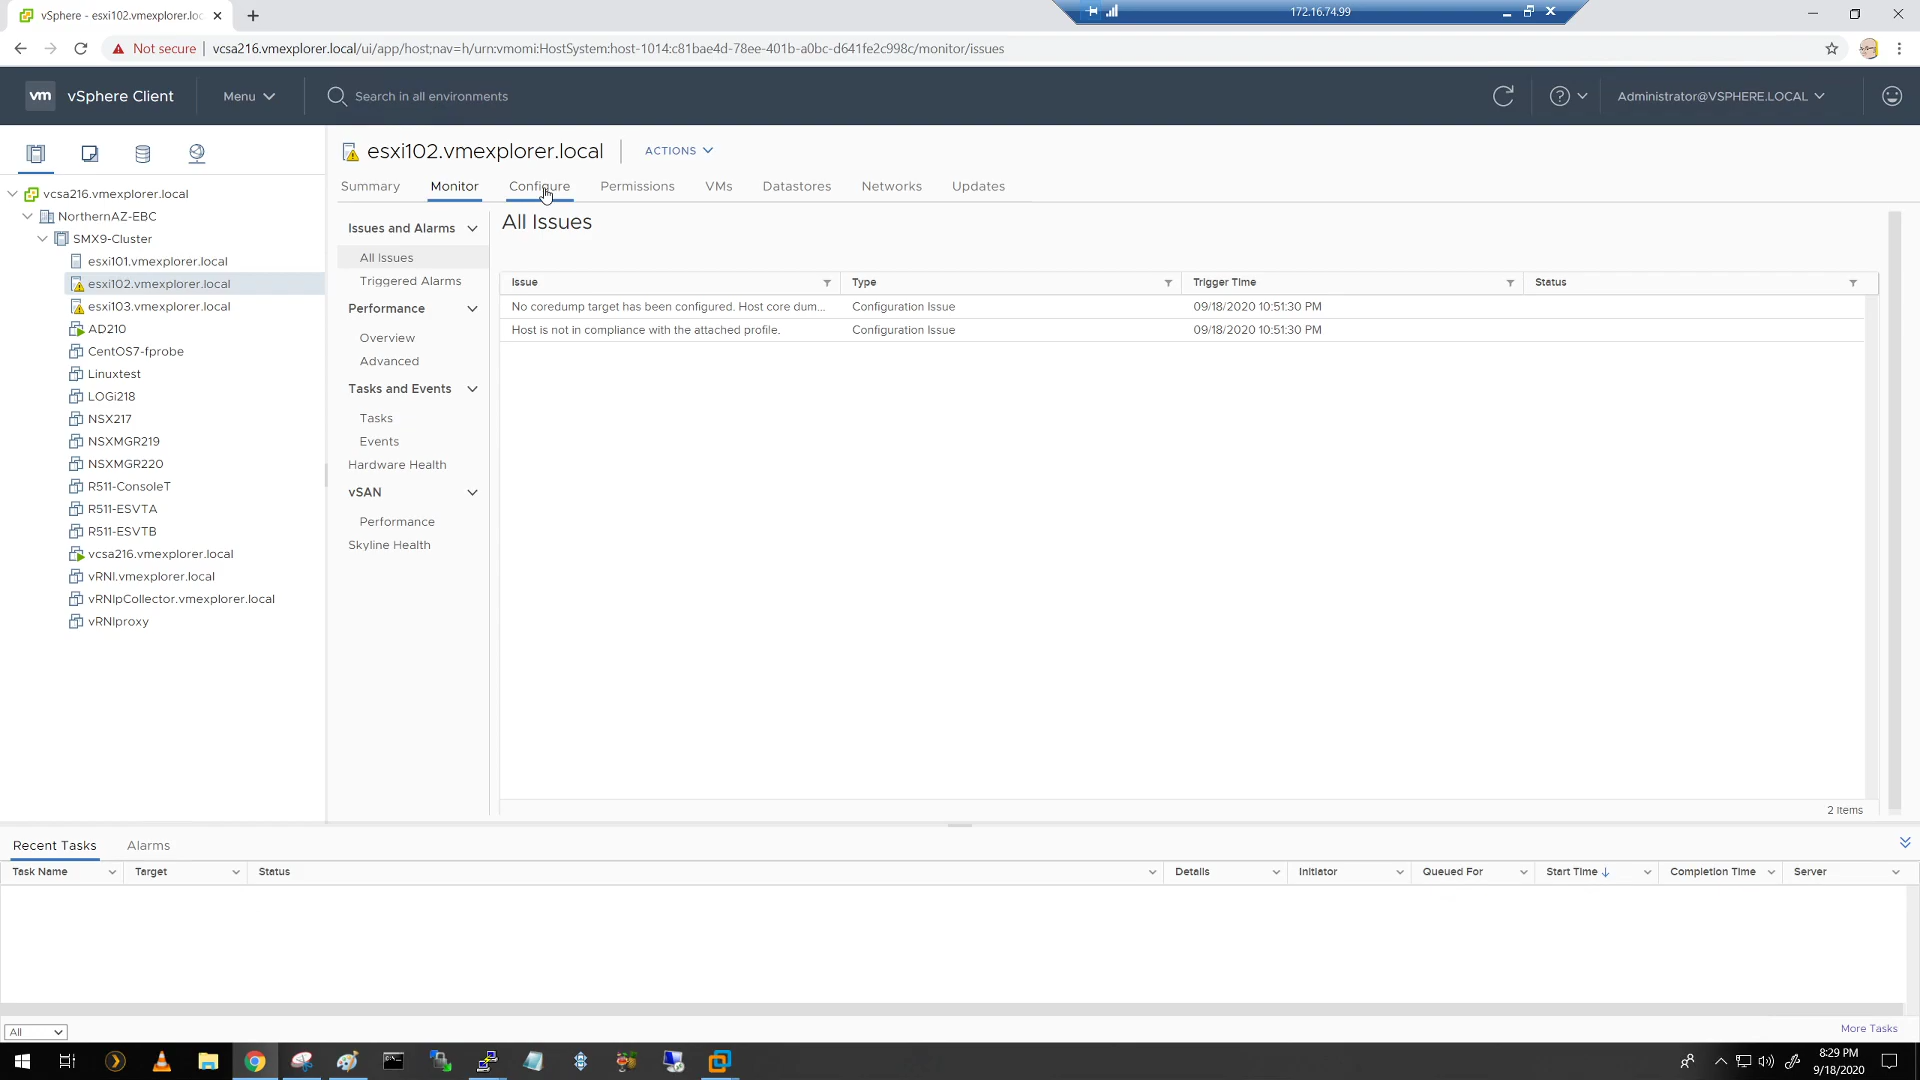 vSphere - esxi102.vmexplorer.loc
172.16.74.99
Not secure
vcsa216.vmexplorer.local/ui/app/host;nav=h/urn:vmomi:HostSystem:host-1014:c81bae4d-78ee-401b-a0bc-d641fe2c998c/monitor/issues
vm vSphere Client
Menu
Search in all environments
Administrator@VSPHERE.LOCAL
vcsa216.vmexplorer.local
NorthernAZ-EBC
SMX9-Cluster
esxi101.vmexplorer.local
esxi102.vmexplorer.local
esxi103.vmexplorer.local
AD210
CentOS7-fprobe
Linuxtest
LOGi218
NSX217
NSXMGR219
NSXMGR220
R511-ConsoleT
R511-ESVTA
R511-ESVTB
vcsa216.vmexplorer.local
vRNI.vmexplorer.local
vRNIpCollector.vmexplorer.local
vRNIproxy
esxi102.vmexplorer.local
ACTIONS
Summary Monitor Configure Permissions VMs Datastores Networks Updates
Issues and Alarms
All Issues
Triggered Alarms
Performance
Overview
Advanced
Tasks and Events
Tasks
Events
Hardware Health
vSAN
Performance
Skyline Health
All Issues
Issue Type Trigger Time Status
No coredump target has been configured. Host core dum... Configuration Issue 09/18/2020 10:51:30 PM
Host is not in compliance with the attached profile. Configuration Issue 09/18/2020 10:51:30 PM
2 items
Recent Tasks Alarms
Task Name Target Status Details Initiator Queued For Start Time Completion Time Server
All
More Tasks
8:29 PM
9/18/2020